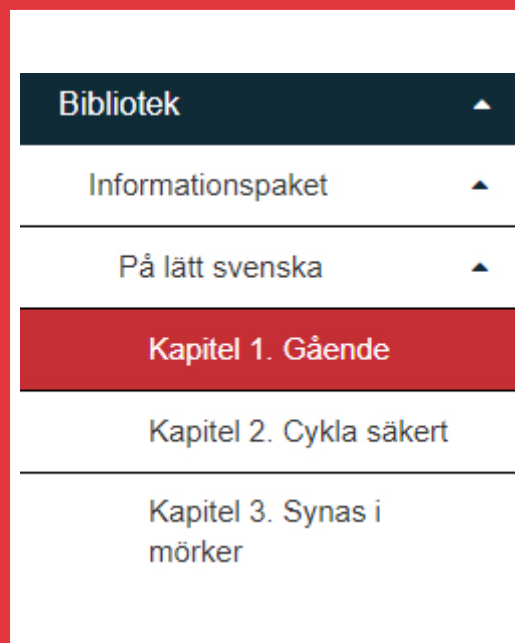 Bibliotek
Informationspaket
På lätt svenska
Kapitel 1. Gående
Kapitel 2. Cykla säkert
Kapitel 3. Synas i
mörker